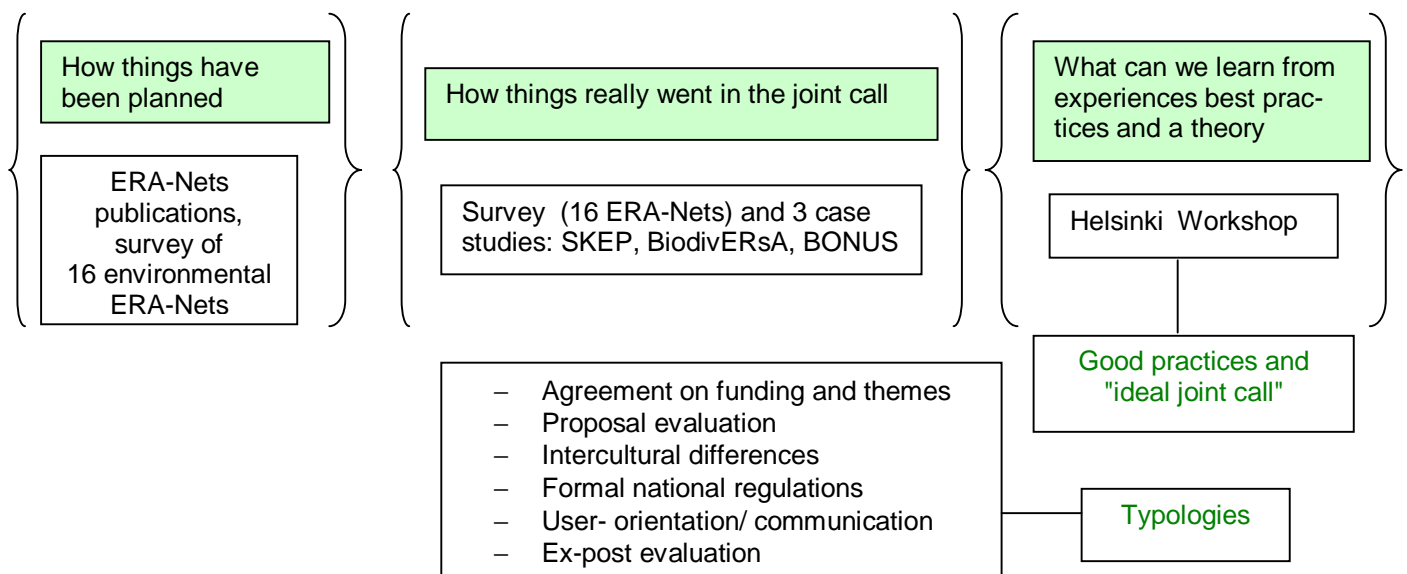 How things have
been planned
ERA-Nets
publications,
survey of
16 environmental
ERA-Nets
How things really went in the joint call
Survey (16 ERA-Nets) and 3 case
studies: SKEP, BiodivERsA, BONUS
What can we learn from
experiences best prac-
tices and a theory
Helsinki Workshop
Good practices and
"ideal joint call"
– Agreement on funding and themes
– Proposal evaluation
– Intercultural differences
– Formal national regulations
– User- orientation/ communication
– Ex-post evaluation
Typologies